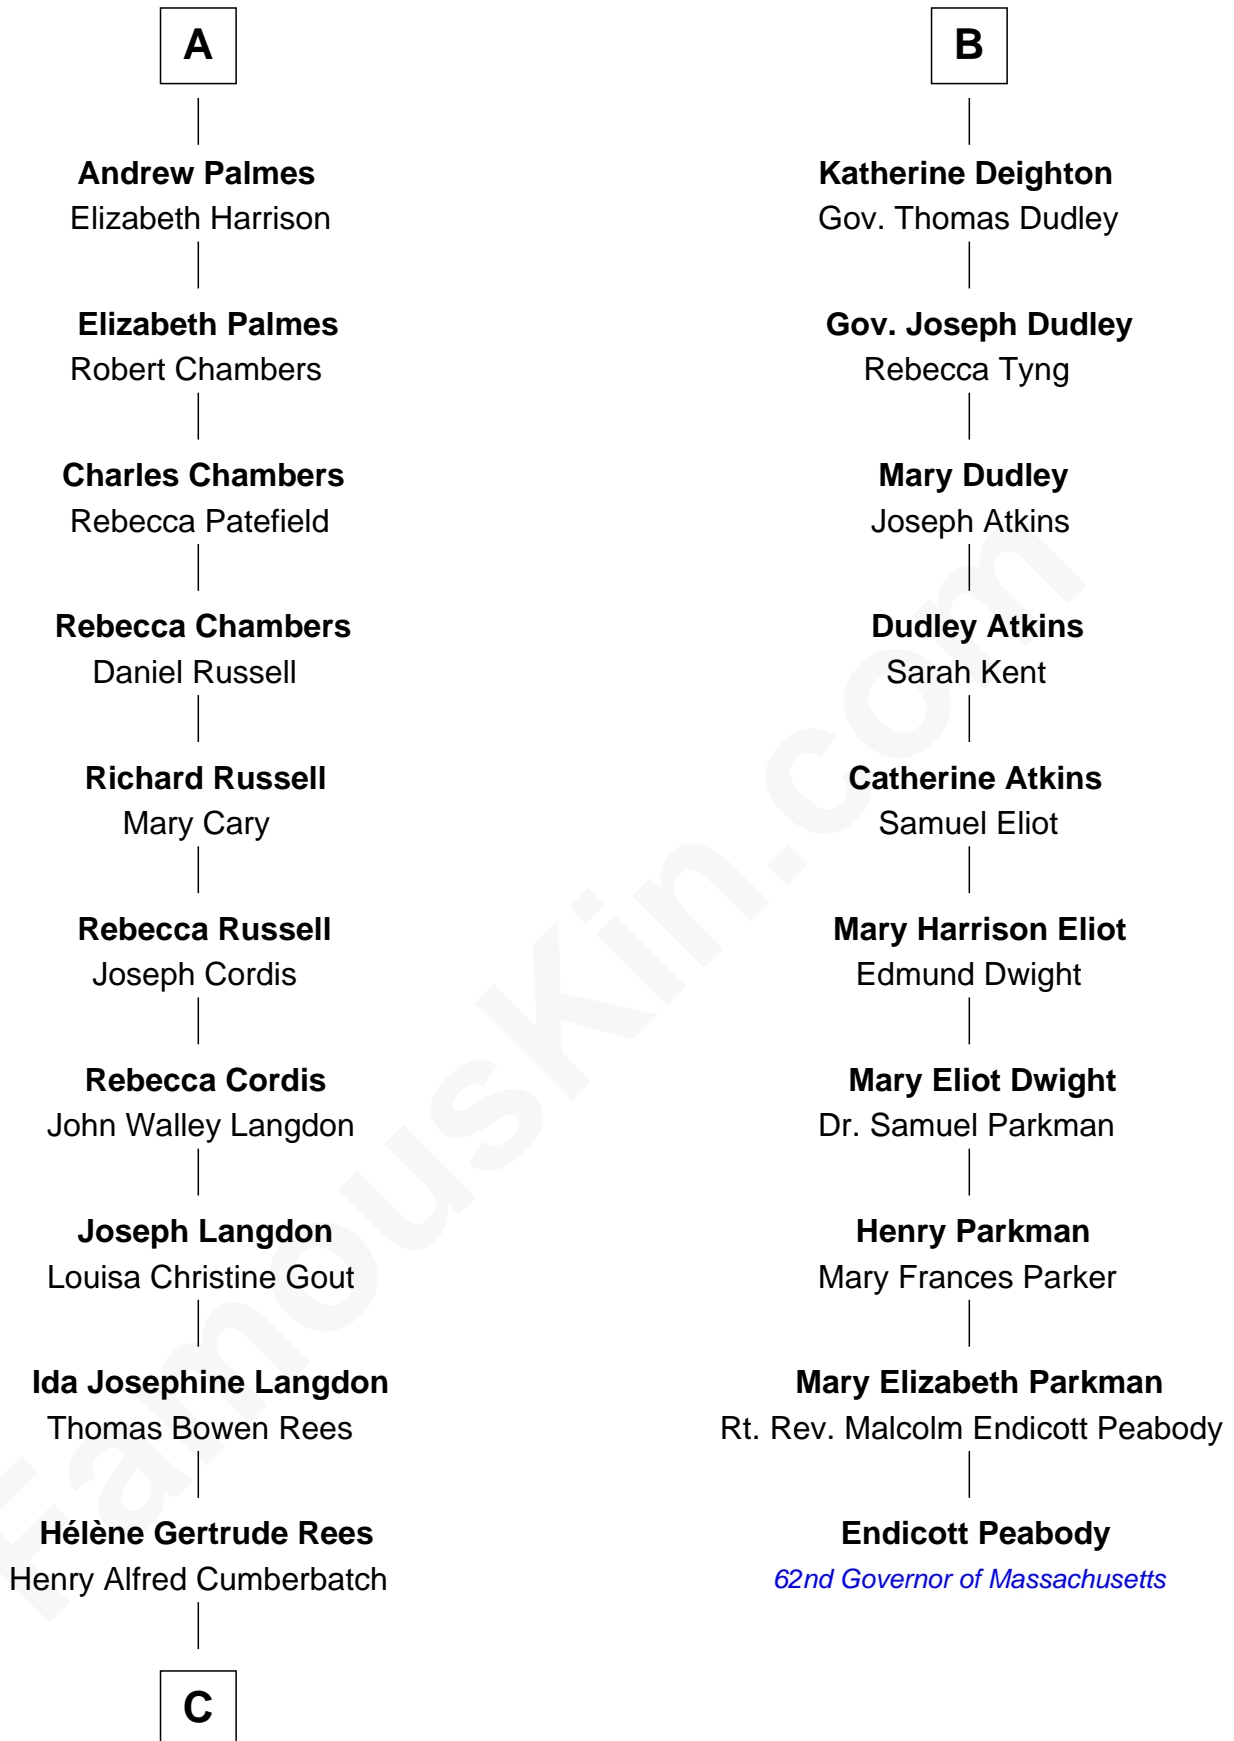 A
Andrew Palmes
Elizabeth Harrison
Elizabeth Palmes
Robert Chambers
Charles Chambers
Rebecca Patefield
Rebecca Chambers
Daniel Russell
Richard Russell
Mary Cary
Rebecca Russell
Joseph Cordis
Rebecca Cordis
John Walley Langdon
Joseph Langdon
Louisa Christine Gout
Ida Josephine Langdon
Thomas Bowen Rees
Hélène Gertrude Rees
Henry Alfred Cumberbatch
C
B
Katherine Deighton
Gov. Thomas Dudley
Gov. Joseph Dudley
Rebecca Tyng
Mary Dudley
Joseph Atkins
Dudley Atkins
Sarah Kent
Catherine Atkins
Samuel Eliot
Mary Harrison Eliot
Edmund Dwight
Mary Eliot Dwight
Dr. Samuel Parkman
Henry Parkman
Mary Frances Parker
Mary Elizabeth Parkman
Rt. Rev. Malcolm Endicott Peabody
Endicott Peabody
62nd Governor of Massachusetts
FamousKin.com